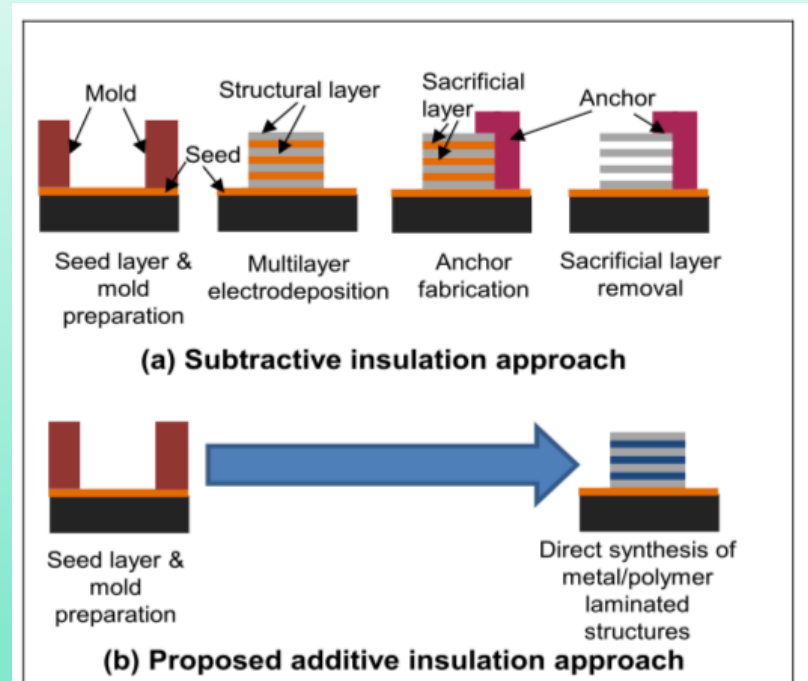 Mold
Structural layer
Sacrificial
layer
Anchor
Seed
Seed layer &
mold
preparation
Multilayer
electrodeposition
Anchor
fabrication
Sacrificial layer
removal
(a) Subtractive insulation approach
Seed layer &
mold
preparation
Direct synthesis of
metal/polymer
laminated
structures
(b) Proposed additive insulation approach